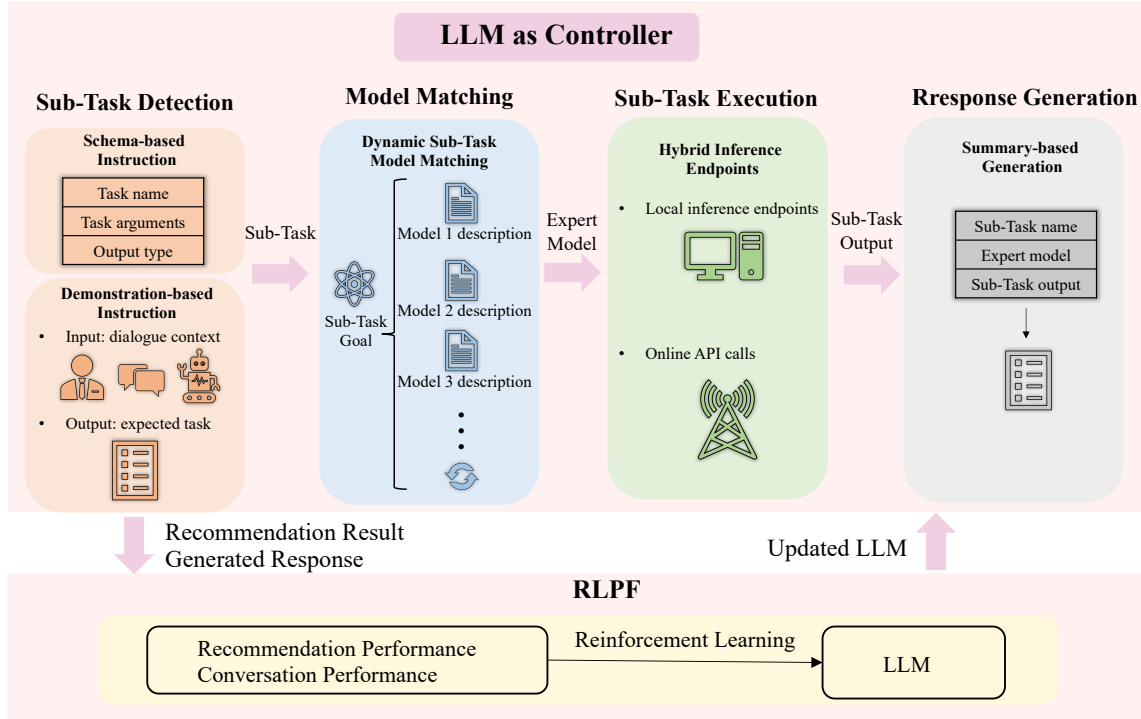 LLM as Controller
Sub-Task Detection
Schema-based
Instruction
Task name
Task arguments
Output type
Demonstration-based
Instruction
• Input: dialogue context
• Output: expected task
Sub-Task
Model Matching
Dynamic Sub-Task
Model Matching
Model 1 description
Model 2 description
Sub-Task
Goal
Model 3 description
Expert
Model
Sub-Task Execution
Hybrid Inference
Endpoints
• Local inference endpoints
• Online API calls
Sub-Task
Output
Rresponse Generation
Summary-based
Generation
Sub-Task name
Expert model
Sub-Task output
Recommendation Result
Generated Response
Updated LLM
RLPF
Recommendation Performance
Conversation Performance
Reinforcement Learning
LLM